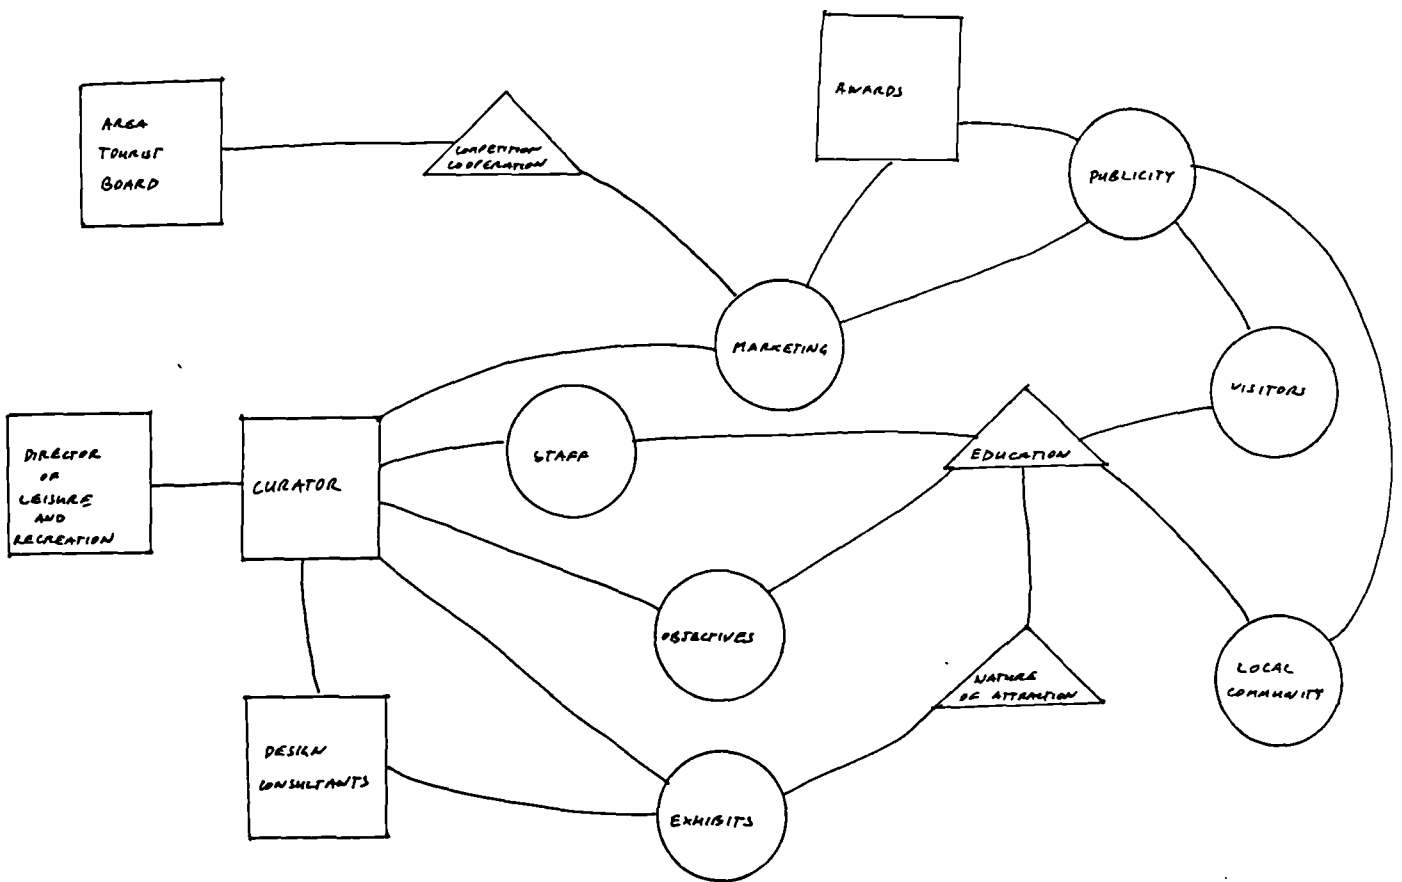 AWARDS
AREA
TOURIST
BOARD
COMPETITION
COOPERATION
PUBLICITY
MARKETING
VISITORS
STAFF
EDUCATION
DIRECTOR
OF
LEISURE
AND
RECREATION
CURATOR
OBJECTIVES
NATURE
OF ATTRACTION
LOCAL
COMMUNITY
DESIGN
CONSULTANTS
EXHIBITS